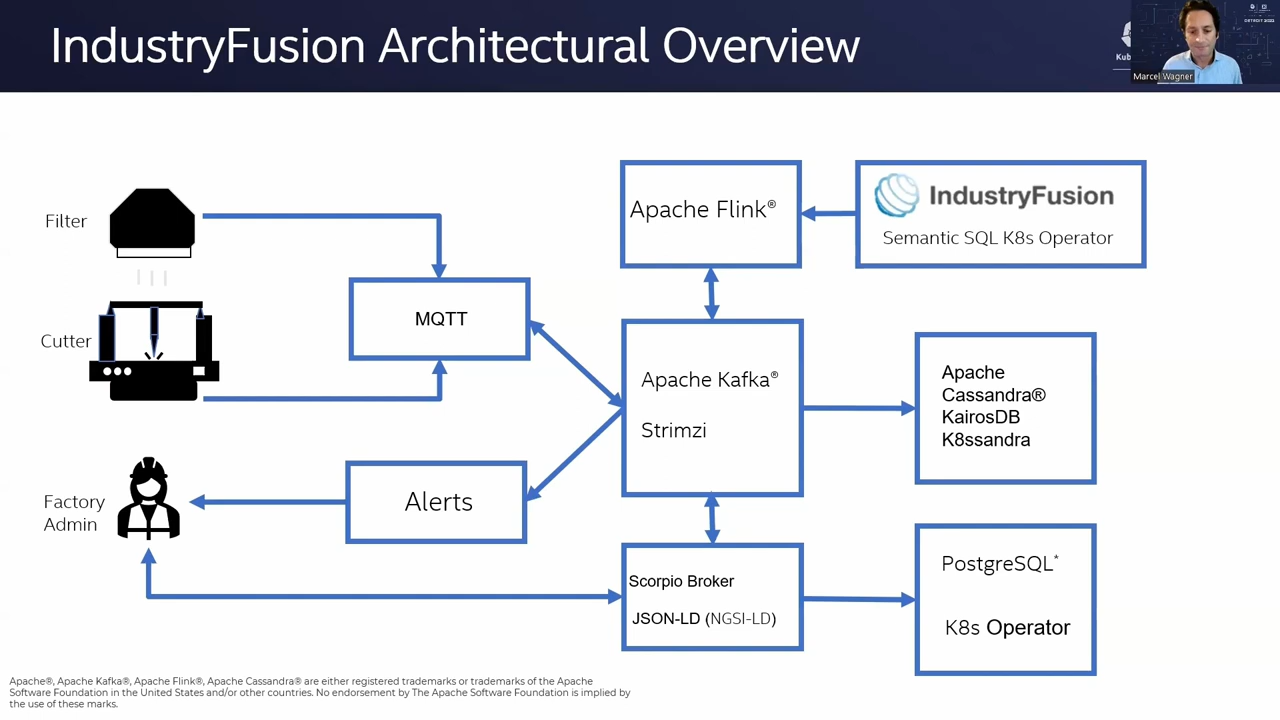 IndustryFusion Architectural Overview
DETROIT 2022
Kub
Marcel Wagner
Filter
Cutter
MQTT
Apache Flink®
IndustryFusion
Semantic SQL K8s Operator
Apache Kafka®
Strimzi
Apache
Cassandra®
KairosDB
K8ssandra
Factory
Admin
Alerts
Scorpio Broker
JSON-LD (NGSI-LD)
PostgreSQL*
K8s Operator
Apache®, Apache Kafka®, Apache Flink®, Apache Cassandra® are either registered trademarks or trademarks of the Apache
Software Foundation in the United States and/or other countries. No endorsement by The Apache Software Foundation is implied by
the use of these marks.